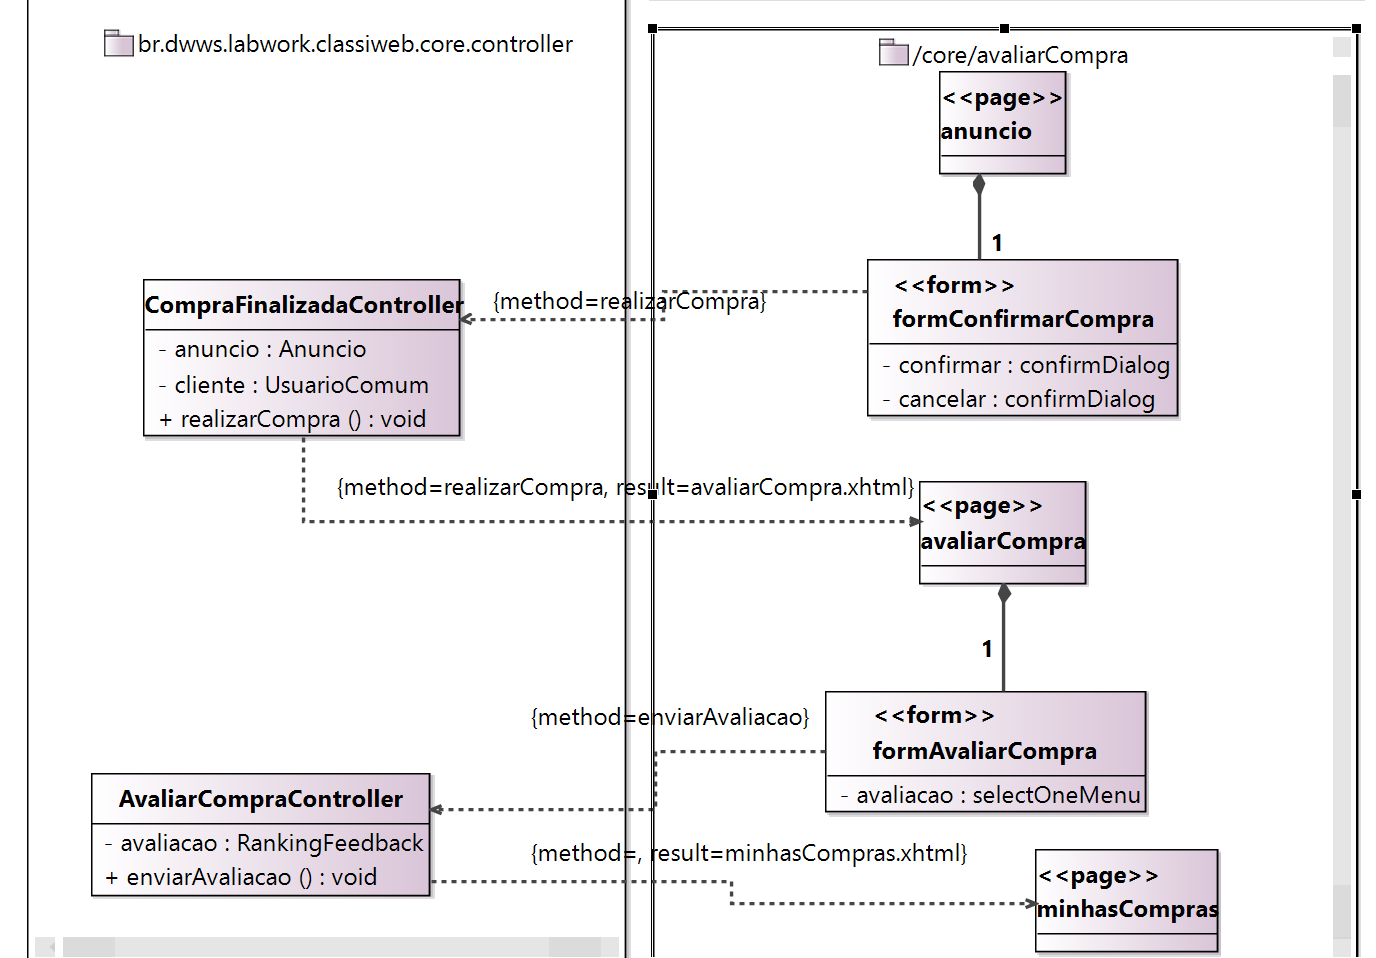 br.dwws.labwork.classiweb.core.controller
/core/avaliarCompra
<<page>>
anuncio
1
<<form>>
formConfirmarCompra
- confirmar : confirmDialog
- cancelar : confirmDialog
{method=realizarCompra}
CompraFinalizadaController
- anuncio : Anuncio
- cliente : UsuarioComum
+ realizarCompra () : void
{method=realizarCompra, result=avaliarCompra.xhtml}
<<page>>
avaliarCompra
1
<<form>>
formAvaliarCompra
- avaliacao : selectOneMenu
{method=enviarAvaliacao}
AvaliarCompraController
- avaliacao : RankingFeedback
+ enviarAvaliacao () : void
{method=, result=minhasCompras.xhtml}
<<page>>
minhasCompras